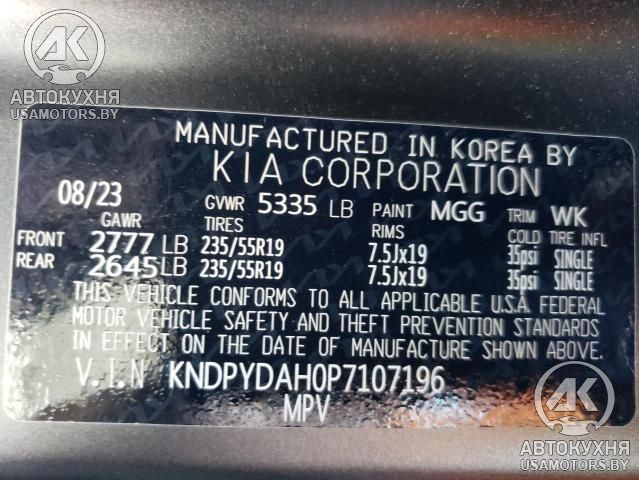 AK
АВТОКУХНЯ
USAMOTORS.BY
MANUFACTURED IN KOREA BY
KIA CORPORATION
08/23 GVWR 5335 LB PAINT MGG TRIM WK
GAWR TIRES RIMS COLD TIRE INFL
FRONT 2777 LB 235/55R19 7.5Jx19 35psi SINGLE
REAR 2645 LB 235/55R19 7.5Jx19 35psi SINGLE
THIS VEHICLE CONFORMS TO ALL APPLICABLE U.S.A. FEDERAL
MOTOR VEHICLE SAFETY AND THEFT PREVENTION STANDARDS
IN EFFECT ON THE DATE OF MANUFACTURE SHOWN ABOVE.
V.I.N KNDPYDAH0P7107196
MPV
AK
АВТОКУХНЯ
USAMOTORS.BY